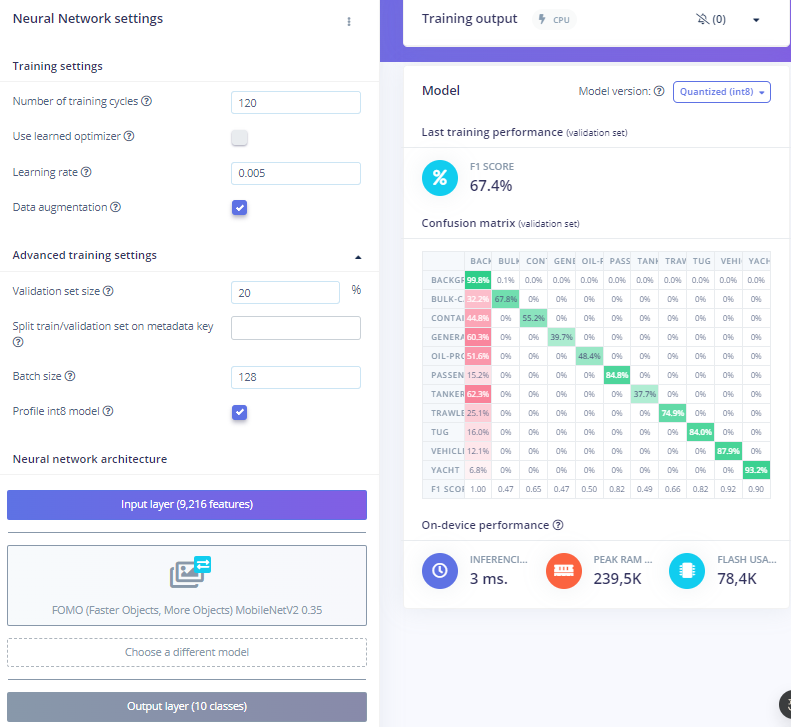 Neural Network settings
Training settings
Number of training cycles
120
Use learned optimizer
Learning rate
0.005
Data augmentation
Advanced training settings
Validation set size
20
%
Split train/validation set on metadata key
Batch size
128
Profile int8 model
Neural network architecture
Input layer (9,216 features)
FOMO (Faster Objects, More Objects) MobileNetV2 0.35
Choose a different model
Output layer (10 classes)
Training output
CPU
(0)
Model
Model version:
Quantized (int8)
Last training performance (validation set)
%
F1 SCORE
67.4%
Confusion matrix (validation set)
BACK BULK CON GENE OIL-P PASS TANK TRAW TUG VEHI YACH
BACKGR 99.8% 0.1% 0.0% 0.0% 0.0% 0.0% 0.0% 0.0% 0.0% 0.0% 0.0%
BULK-C 32.2% 67.8% 0% 0% 0% 0% 0% 0% 0% 0% 0%
CONTAI 44.8% 0% 55.2% 0% 0% 0% 0% 0% 0% 0% 0%
GENERA 60.3% 0% 0% 39.7% 0% 0% 0% 0% 0% 0% 0%
OIL-PRO 51.6% 0% 0% 0% 48.4% 0% 0% 0% 0% 0% 0%
PASSEN 15.2% 0% 0% 0% 0% 84.8% 0% 0% 0% 0% 0%
TANKER 62.3% 0% 0% 0% 0% 0% 37.7% 0% 0% 0% 0%
TRAWLE 25.1% 0% 0% 0% 0% 0% 0% 74.9% 0% 0% 0%
TUG 16.0% 0% 0% 0% 0% 0% 0% 0% 84.0% 0% 0%
VEHICLI 12.1% 0% 0% 0% 0% 0% 0% 0% 0% 87.9% 0%
YACHT 6.8% 0% 0% 0% 0% 0% 0% 0% 0% 0% 93.2%
F1 SCOR 1.00 0.47 0.65 0.47 0.50 0.82 0.49 0.66 0.82 0.92 0.90
On-device performance
INFERENCI...
3 ms.
PEAK RAM ...
239,5K
FLASH USA...
78,4K